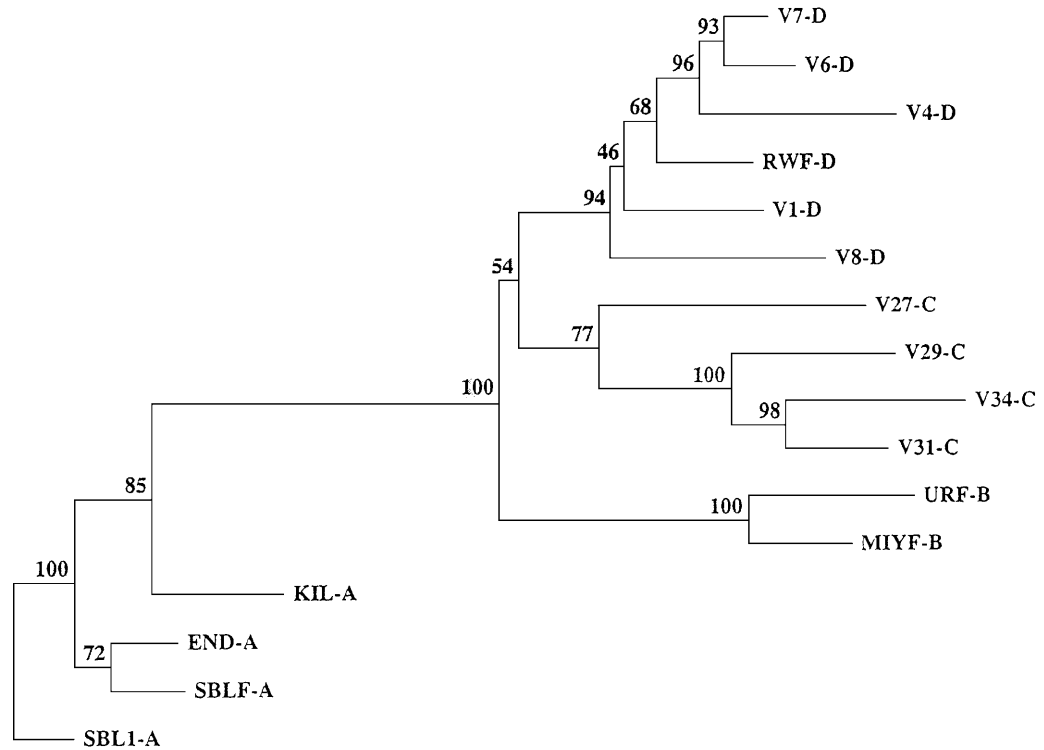 V7-D
93
V6-D
96
V4-D
68
RWF-D
46
V1-D
94
V8-D
54
V27-C
77
V29-C
100
V34-C
98
V31-C
100
85
URF-B
100
MIYF-B
100
KIL-A
END-A
72
SBLF-A
SBL1-A